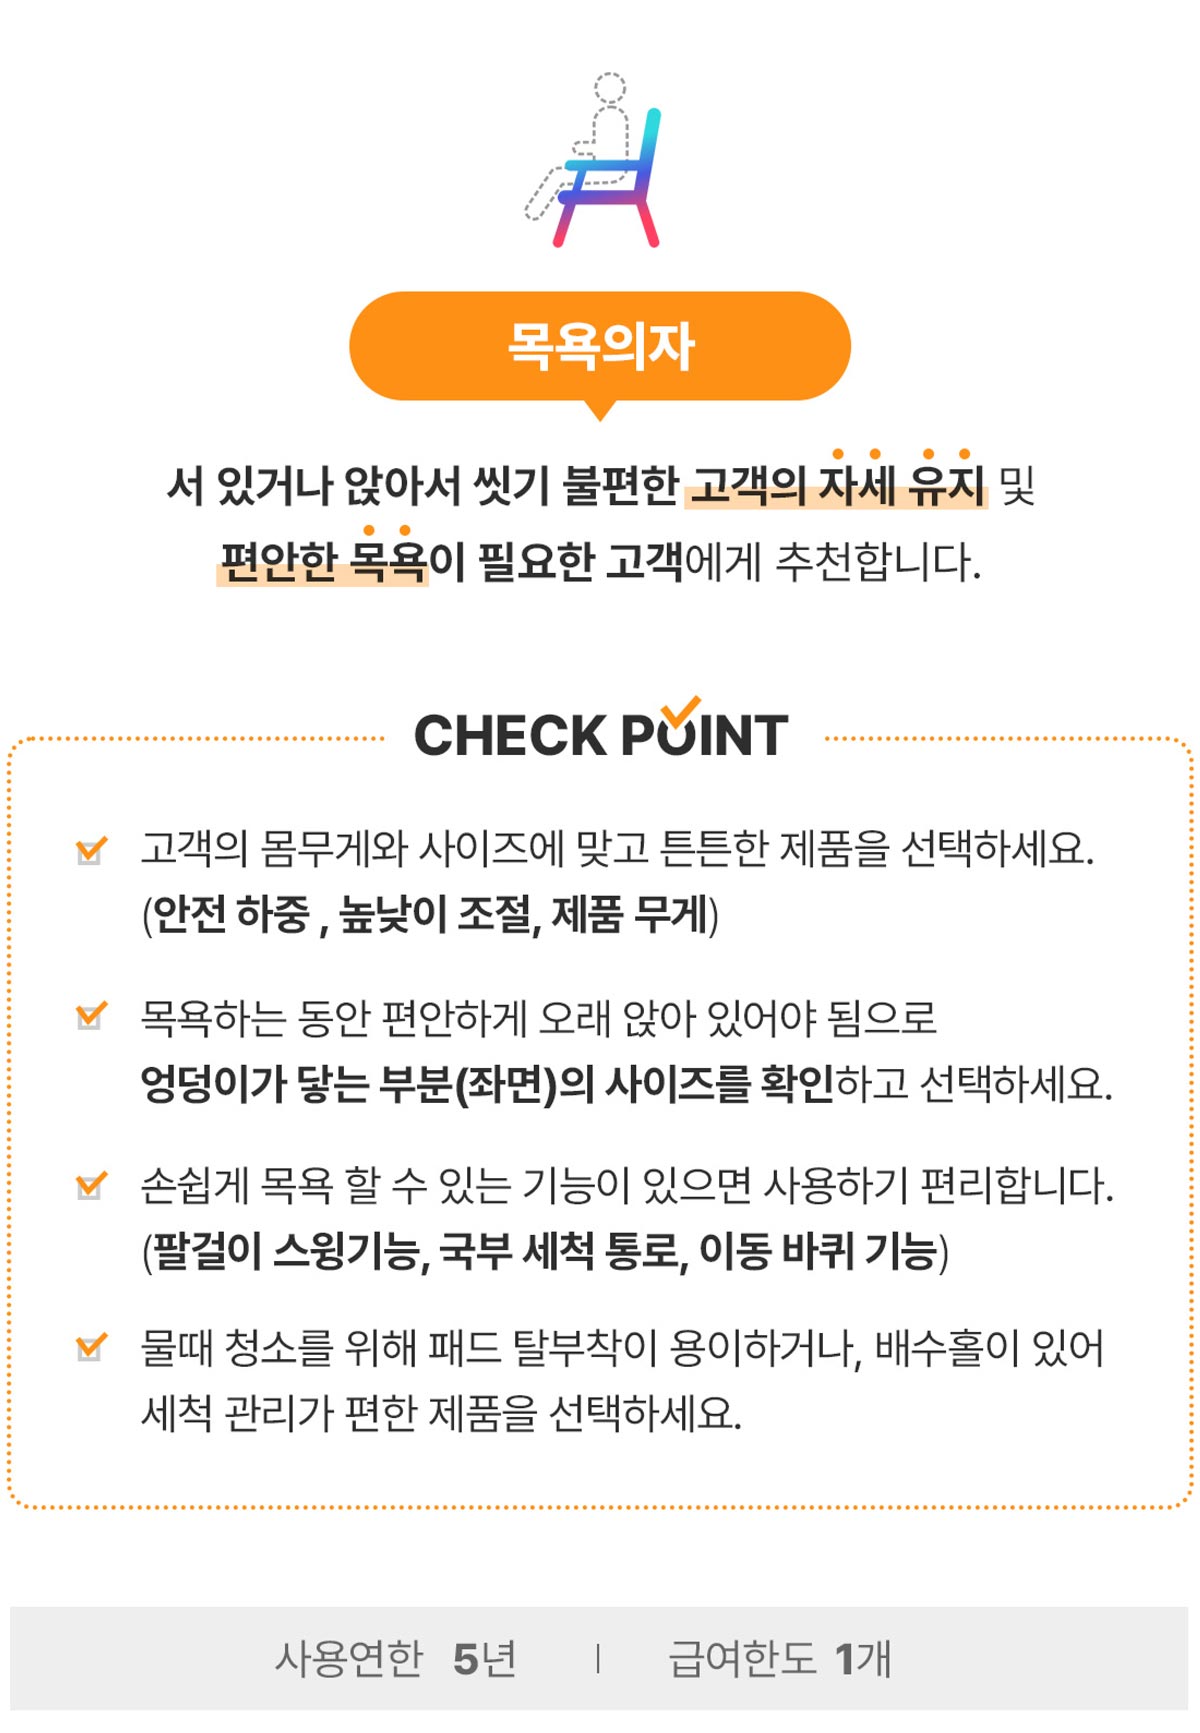 목욕의자
서 있거나 앉아서 씻기 불편한 고객의 자세 유지 및
편안한 목욕이 필요한 고객에게 추천합니다.
CHECK POINT
고객의 몸무게와 사이즈에 맞고 튼튼한 제품을 선택하세요.
(안전 하중 , 높낮이 조절, 제품 무게)
목욕하는 동안 편안하게 오래 앉아 있어야 됨으로
엉덩이가 닿는 부분(좌면)의 사이즈를 확인하고 선택하세요.
손쉽게 목욕 할 수 있는 기능이 있으면 사용하기 편리합니다.
(팔걸이 스윙기능, 국부 세척 통로, 이동 바퀴 기능)
물때 청소를 위해 패드 탈부착이 용이하거나, 배수홀이 있어
세척 관리가 편한 제품을 선택하세요.
사용연한 5년 | 급여한도 1개